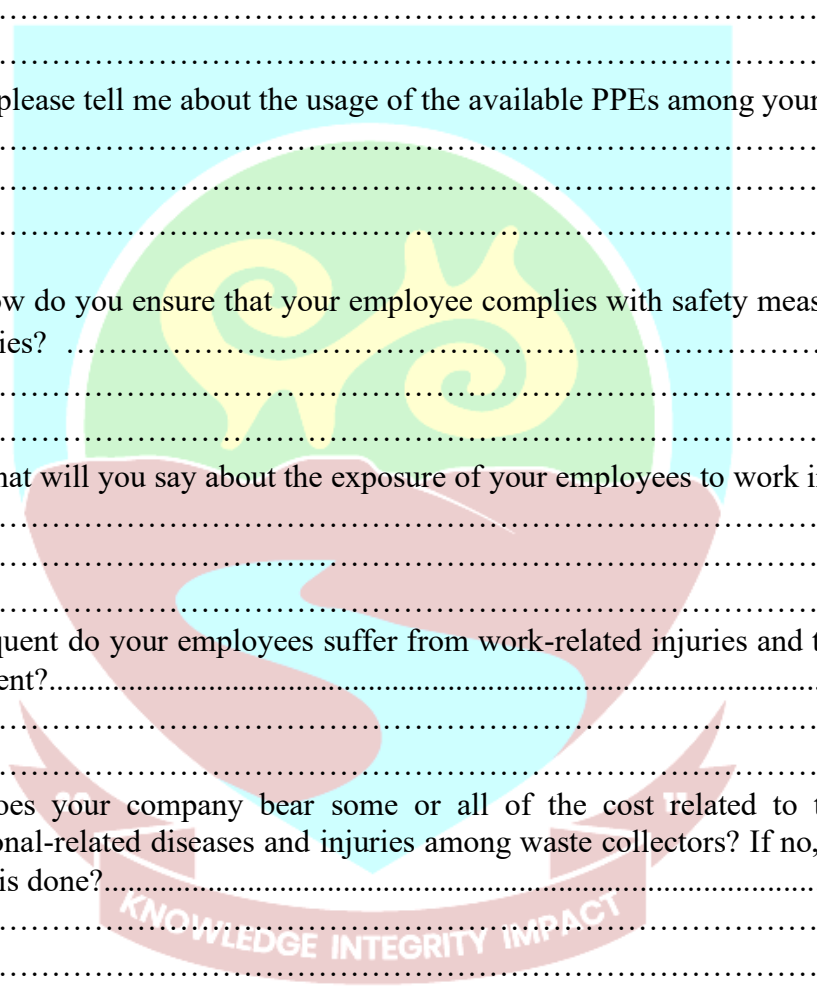 ………………………………………………………………………
………………………………………………………………………
please tell me about the usage of the available PPEs among your
………………………………………………………………………
………………………………………………………………………
………………………………………………………………………
ow do you ensure that your employee complies with safety meas
ies? …………………………………………………………………
………………………………………………………………………
………………………………………………………………………
hat will you say about the exposure of your employees to work i
………………………………………………………………………
………………………………………………………………………
………………………………………………………………………
quent do your employees suffer from work-related injuries and t
ent?....................................................................................................
………………………………………………………………………
………………………………………………………………………
oes your company bear some or all of the cost related to t
onal-related diseases and injuries among waste collectors? If no,
is done?............................................................................................
………………………………………………………………………
………………………………………………………………………
KNOWLEDGE INTEGRITY IMPACT